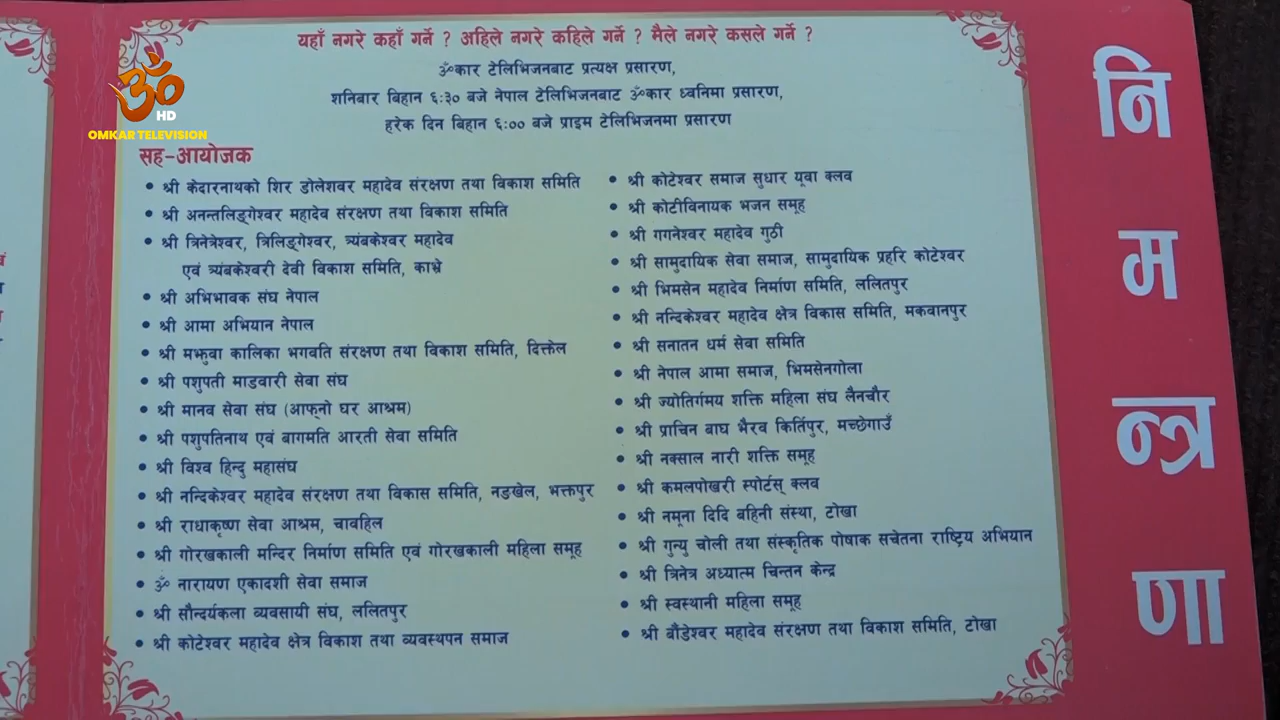 यहाँ नगरे कहाँ गर्ने ? अहिले नगरे कहिले गर्ने ? मैले नगरे कसले गर्ने ?
ॐकार टेलिभिजनबाट प्रत्यक्ष प्रसारण,
शनिबार बिहान ६:३० बजे नेपाल टेलिभिजनबाट ॐकार ध्वनिमा प्रसारण,
हरेक दिन बिहान ६:०० बजे प्राइम टेलिभिजनमा प्रसारण
ॐ HD
OMKAR TELEVISION
सह-आयोजक
• श्री केदारनाथको शिर डोलेशवर महादेव संरक्षण तथा विकाश समिति
• श्री अनन्तलिङ्गेश्वर महादेव संरक्षण तथा विकाश समिति
• श्री त्रिनेत्रेश्वर, त्रिलिङ्गेश्वर, त्र्यंबकेश्वर महादेव
एवं त्र्यंबकेश्वरी देवी विकाश समिति, काभ्रे
• श्री अभिभावक संघ नेपाल
• श्री आमा अभियान नेपाल
• श्री मझुवा कालिका भगवति संरक्षण तथा विकाश समिति, दिक्तेल
• श्री पशुपती माडवारी सेवा संघ
• श्री मानव सेवा संघ (आफ्नो घर आश्रम)
• श्री पशुपतिनाथ एवं बागमति आरती सेवा समिति
• श्री विश्व हिन्दु महासंघ
• श्री नन्दिकेश्वर महादेव संरक्षण तथा विकास समिति, नडखेल, भक्तपुर
• श्री राधाकृष्ण सेवा आश्रम, चावहिल
• श्री गोरखकाली मन्दिर निर्माण समिति एवं गोरखकाली महिला समूह
• ॐ नारायण एकादशी सेवा समाज
• श्री सौन्दर्यकला व्यवसायी संघ, ललितपुर
• श्री कोटेश्वर महादेव क्षेत्र विकाश तथा व्यवस्थपन समाज
• श्री कोटेश्वर समाज सुधार यूवा क्लव
• श्री कोटीविनायक भजन समूह
• श्री गगनेश्वर महादेव गुठी
• श्री सामुदायिक सेवा समाज, सामुदायिक प्रहरि कोटेश्वर
• श्री भिमसेन महादेव निर्माण समिति, ललितपुर
• श्री नन्दिकेश्वर महादेव क्षेत्र विकास समिति, मकवानपुर
• श्री सनातन धर्म सेवा समिति
• श्री नेपाल आमा समाज, भिमसेनगोला
• श्री ज्योतिर्गमय शक्ति महिला संघ लैनचौर
• श्री प्राचिन बाघ भैरव किर्तिपुर, मच्छेगाउँ
• श्री नक्साल नारी शक्ति समूह
• श्री कमलपोखरी स्पोर्टस् क्लव
• श्री नमूना दिदि बहिनी संस्था, टोखा
• श्री गुन्यु चोली तथा संस्कृतिक पोषाक सचेतना राष्ट्रिय अभियान
• श्री त्रिनेत्र अध्यात्म चिन्तन केन्द्र
• श्री स्वस्थानी महिला समूह
• श्री बौंडेश्वर महादेव संरक्षण तथा विकाश समिति, टोखा
निमन्त्रणा